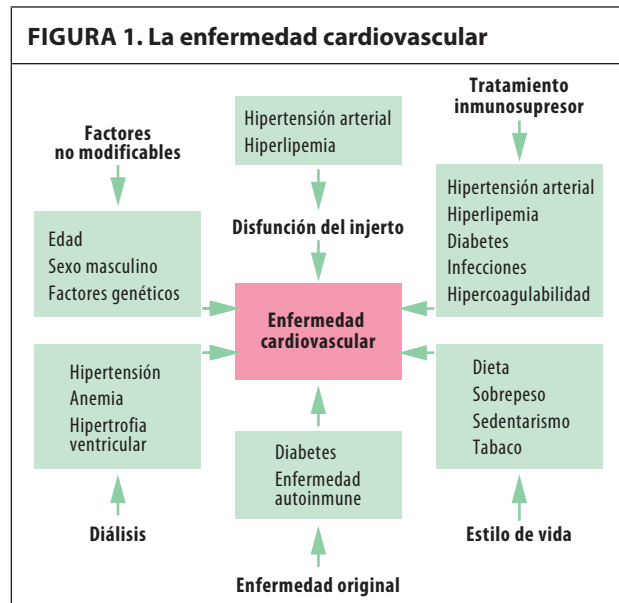 FIGURA 1. La enfermedad cardiovascular
Factores
no modificables
Edad
Sexo masculino
Factores genéticos
Hipertensión arterial
Hiperlipemia
Disfunción del injerto
Tratamiento
inmunosupresor
Hipertensión arterial
Hiperlipemia
Diabetes
Infecciones
Hipercoagulabilidad
Enfermedad
cardiovascular
Hipertensión
Anemia
Hipertrofia
ventricular
Diálisis
Diabetes
Enfermedad
autoinmune
Enfermedad original
Dieta
Sobrepeso
Sedentarismo
Tabaco
Estilo de vida